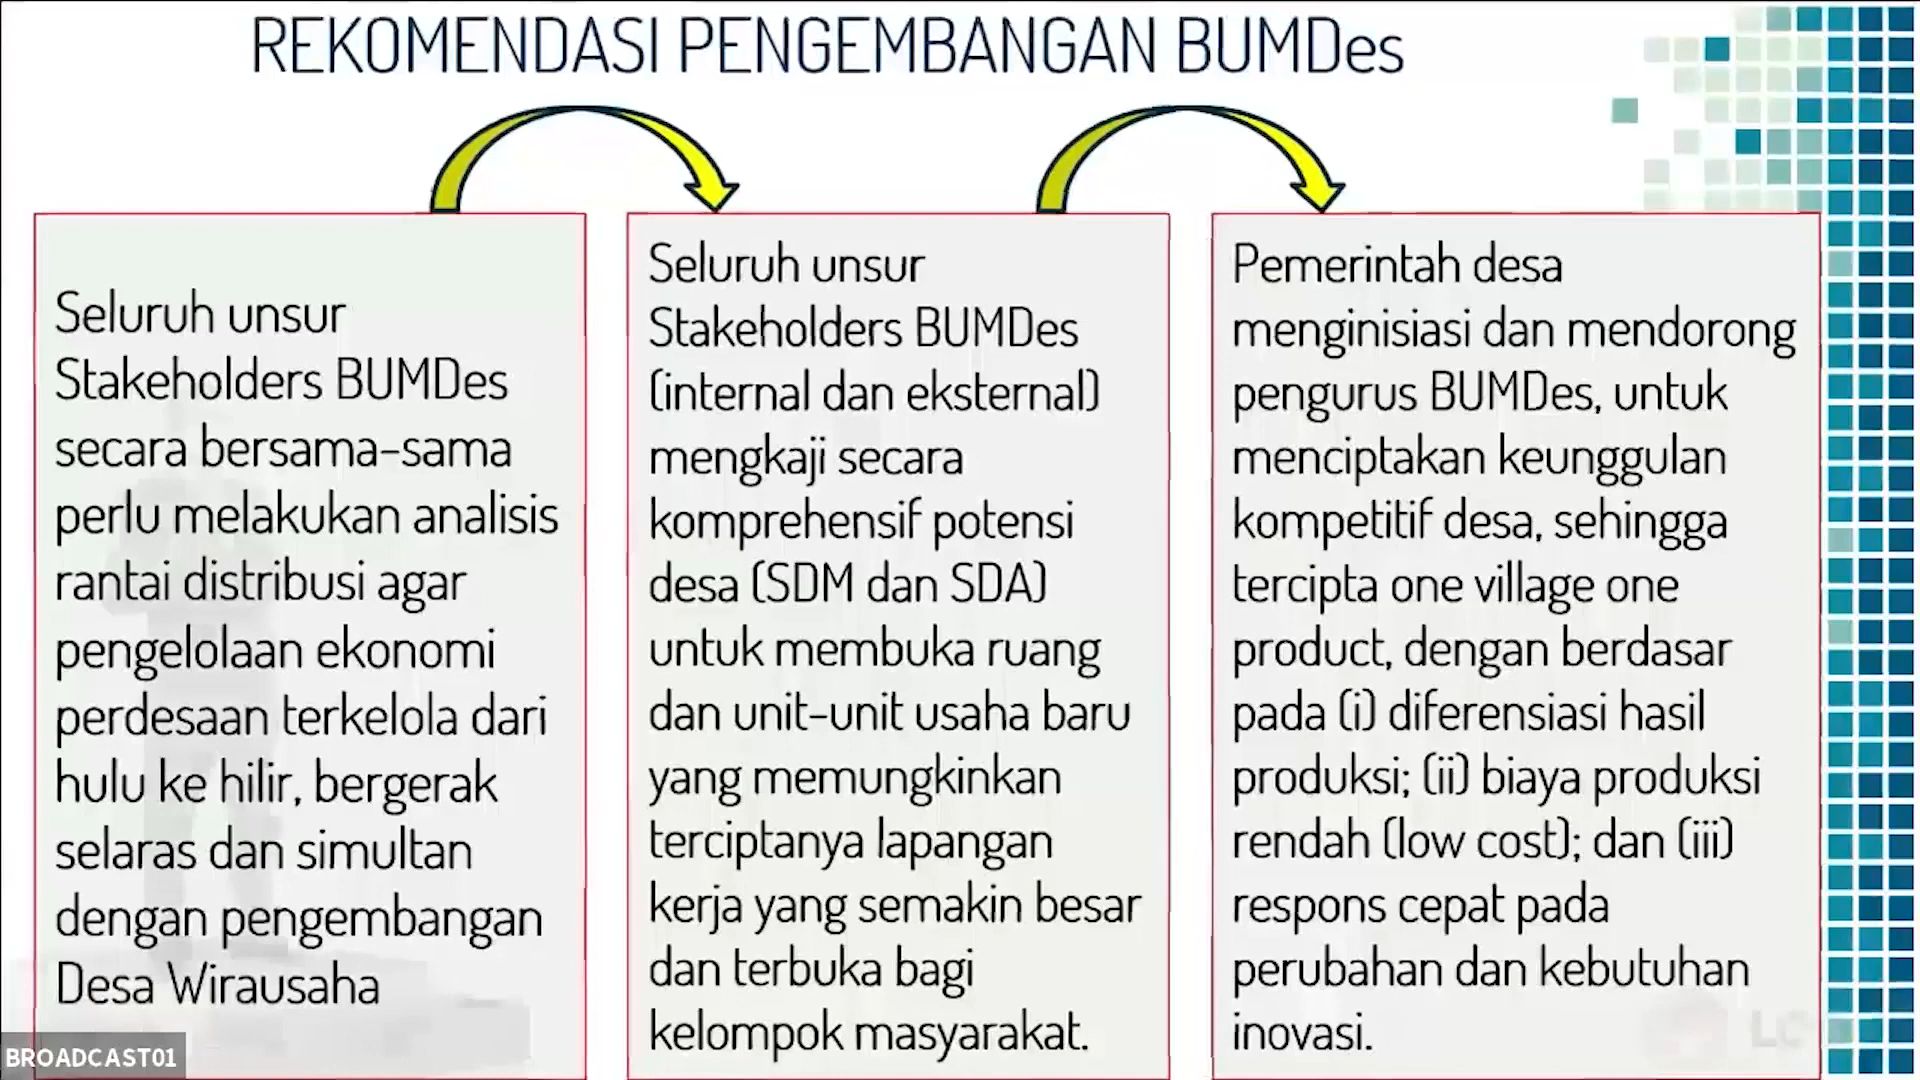 REKOMENDASI PENGEMBANGAN BUMDes
Seluruh unsur
Stakeholders BUMDes
secara bersama-sama
perlu melakukan analisis
rantai distribusi agar
pengelolaan ekonomi
perdesaan terkelola dari
hulu ke hilir, bergerak
selaras dan simultan
dengan pengembangan
Desa Wirausaha
Seluruh unsur
Stakeholders BUMDes
(internal dan eksternal)
mengkaji secara
komprehensif potensi
desa (SDM dan SDA)
untuk membuka ruang
dan unit-unit usaha baru
yang memungkinkan
terciptanya lapangan
kerja yang semakin besar
dan terbuka bagi
kelompok masyarakat.
Pemerintah desa
menginisiasi dan mendorong
pengurus BUMDes, untuk
menciptakan keunggulan
kompetitif desa, sehingga
tercipta one village one
product, dengan berdasar
pada (i) diferensiasi hasil
produksi; (ii) biaya produksi
rendah (low cost); dan (iii)
respons cepat pada
perubahan dan kebutuhan
inovasi.
BROADCAST01